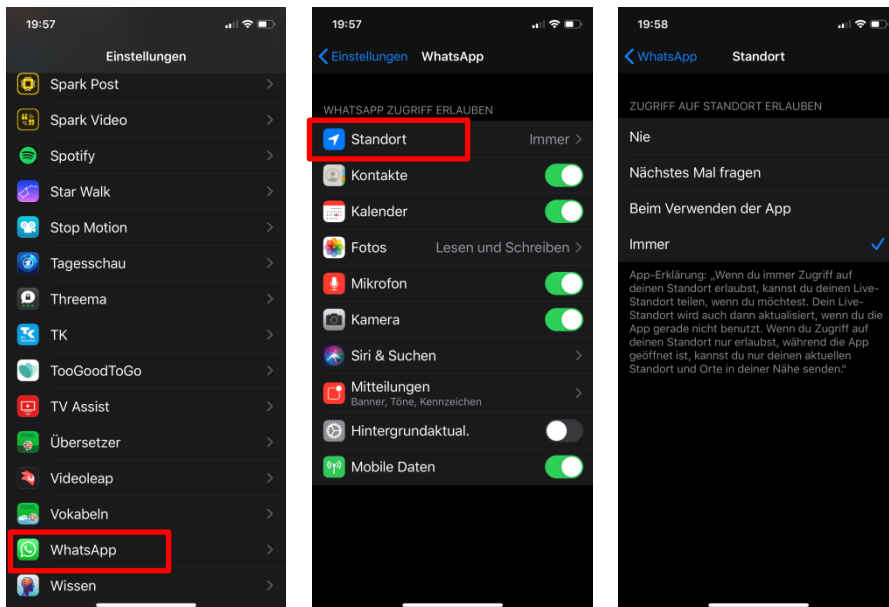 19:57
Einstellungen
Spark Post
Spark Video
Spotify
Star Walk
Stop Motion
Tagesschau
Threema
TK
TooGoodToGo
TV Assist
Übersetzer
Videoleap
Vokabeln
WhatsApp
Wissen
19:57
Einstellungen WhatsApp
WHATSAPP ZUGRIFF ERLAUBEN
Standort Immer
Kontakte
Kalender
Fotos Lesen und Schreiben
Mikrofon
Kamera
Siri & Suchen
Mitteilungen
Banner, Töne, Kennzeichen
Hintergrundaktual.
Mobile Daten
19:58
WhatsApp Standort
ZUGRIFF AUF STANDORT ERLAUBEN
Nie
Nächstes Mal fragen
Beim Verwenden der App
Immer
App-Erklärung: „Wenn du immer Zugriff auf
deinen Standort erlaubst, kannst du deinen Live-
Standort teilen, wenn du möchtest. Dein Live-
Standort wird auch dann aktualisiert, wenn du die
App gerade nicht benutzt. Wenn du Zugriff auf
deinen Standort nur erlaubst, während die App
geöffnet ist, kannst du nur deinen aktuellen
Standort und Orte in deiner Nähe senden.“